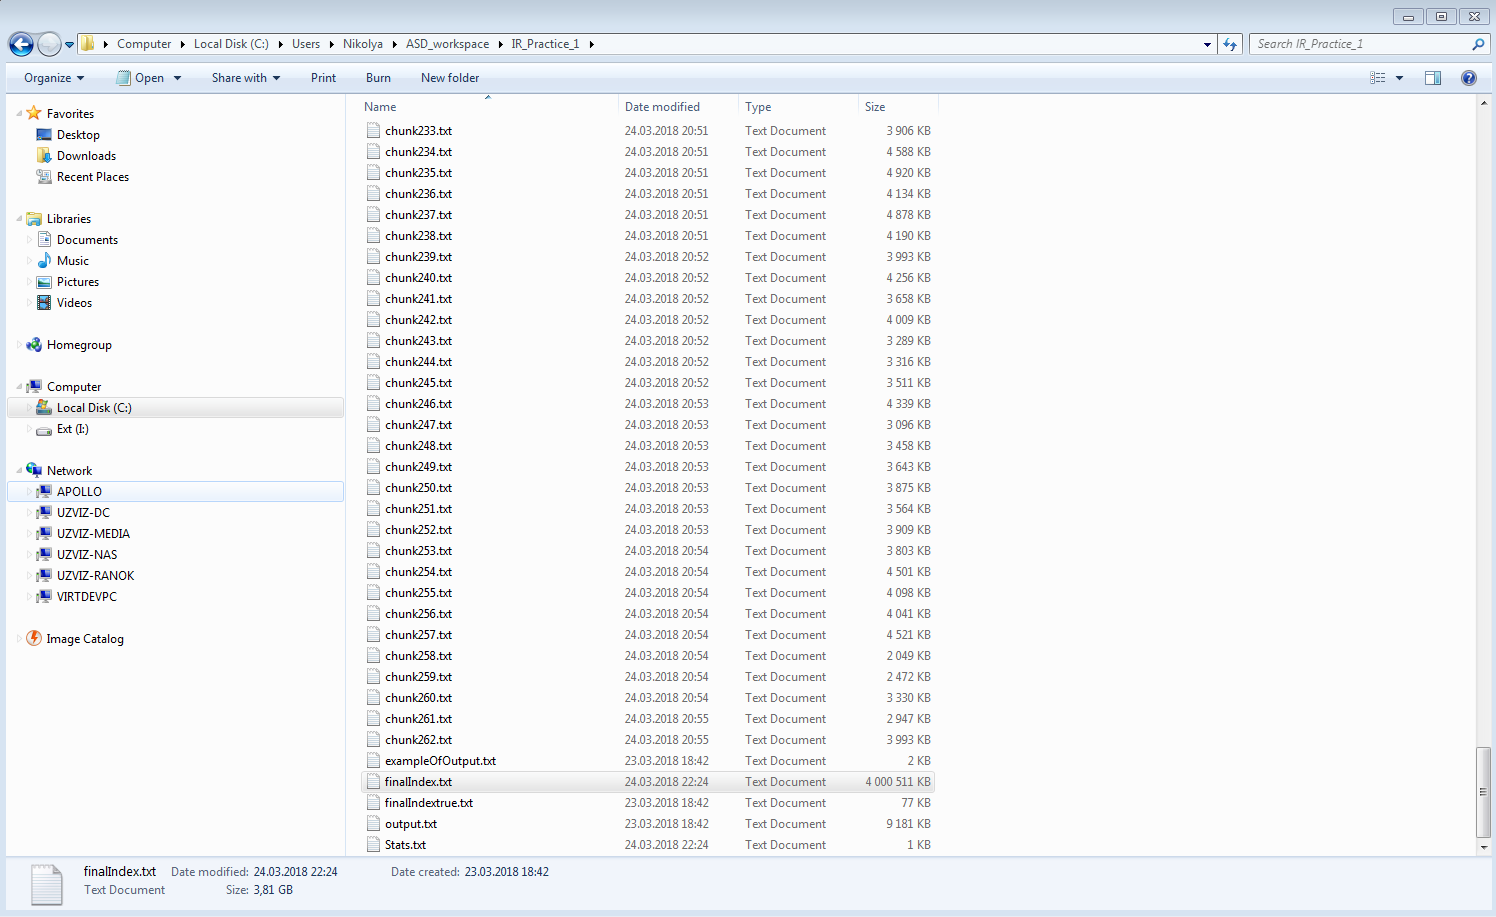 Computer Local Disk (C:) Users Nikolya ASD_workspace IR_Practice_1
Search IR_Practice_1
Organize Open Share with Print Burn New folder
Favorites
Desktop
Downloads
Recent Places
Libraries
Documents
Music
Pictures
Videos
Homegroup
Computer
Local Disk (C:)
Ext (I:)
Network
APOLLO
UZVIZ-DC
UZVIZ-MEDIA
UZVIZ-NAS
UZVIZ-RANOK
VIRTDEVPC
Image Catalog
Name Date modified Type Size
chunk233.txt 24.03.2018 20:51 Text Document 3 906 KB
chunk234.txt 24.03.2018 20:51 Text Document 4 588 KB
chunk235.txt 24.03.2018 20:51 Text Document 4 920 KB
chunk236.txt 24.03.2018 20:51 Text Document 4 134 KB
chunk237.txt 24.03.2018 20:51 Text Document 4 878 KB
chunk238.txt 24.03.2018 20:51 Text Document 4 190 KB
chunk239.txt 24.03.2018 20:52 Text Document 3 993 KB
chunk240.txt 24.03.2018 20:52 Text Document 4 256 KB
chunk241.txt 24.03.2018 20:52 Text Document 3 658 KB
chunk242.txt 24.03.2018 20:52 Text Document 4 009 KB
chunk243.txt 24.03.2018 20:52 Text Document 3 289 KB
chunk244.txt 24.03.2018 20:52 Text Document 3 316 KB
chunk245.txt 24.03.2018 20:52 Text Document 3 511 KB
chunk246.txt 24.03.2018 20:53 Text Document 4 339 KB
chunk247.txt 24.03.2018 20:53 Text Document 3 096 KB
chunk248.txt 24.03.2018 20:53 Text Document 3 458 KB
chunk249.txt 24.03.2018 20:53 Text Document 3 643 KB
chunk250.txt 24.03.2018 20:53 Text Document 3 875 KB
chunk251.txt 24.03.2018 20:53 Text Document 3 564 KB
chunk252.txt 24.03.2018 20:53 Text Document 3 909 KB
chunk253.txt 24.03.2018 20:54 Text Document 3 803 KB
chunk254.txt 24.03.2018 20:54 Text Document 4 501 KB
chunk255.txt 24.03.2018 20:54 Text Document 4 098 KB
chunk256.txt 24.03.2018 20:54 Text Document 4 041 KB
chunk257.txt 24.03.2018 20:54 Text Document 4 521 KB
chunk258.txt 24.03.2018 20:54 Text Document 2 049 KB
chunk259.txt 24.03.2018 20:54 Text Document 2 472 KB
chunk260.txt 24.03.2018 20:54 Text Document 3 330 KB
chunk261.txt 24.03.2018 20:55 Text Document 2 947 KB
chunk262.txt 24.03.2018 20:55 Text Document 3 993 KB
exampleOfOutput.txt 23.03.2018 18:42 Text Document 2 KB
finalIndex.txt 24.03.2018 22:24 Text Document 4 000 511 KB
finalIndextrue.txt 23.03.2018 18:42 Text Document 77 KB
output.txt 23.03.2018 18:42 Text Document 9 181 KB
Stats.txt 24.03.2018 22:24 Text Document 1 KB
finalIndex.txt Date modified: 24.03.2018 22:24 Date created: 23.03.2018 18:42
Text Document Size: 3,81 GB